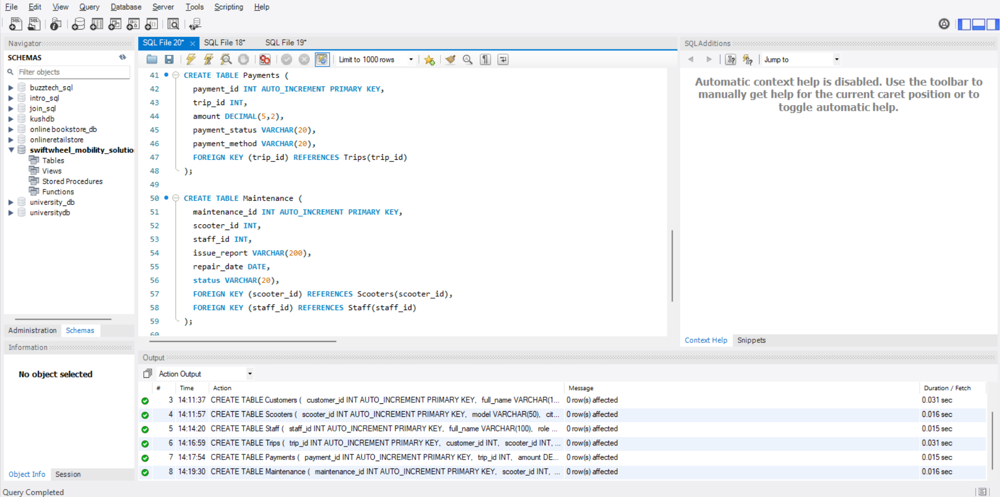 File Edit View Query Database Server Tools Scripting Help
Navigator
SCHEMAS
Filter objects
buzztech_sql
intro_sql
join_sql
kushdb
online bookstore_db
onlineretailstore
swiftwheel_mobility_solutio
Tables
Views
Stored Procedures
Functions
university_db
universitydb
Administration Schemas
Information
No object selected
Object Info Session
SQL File 20* SQL File 18* SQL File 19*
Limit to 1000 rows
41 CREATE TABLE Payments (
42 payment_id INT AUTO_INCREMENT PRIMARY KEY,
43 trip_id INT,
44 amount DECIMAL(5,2),
45 payment_status VARCHAR(20),
46 payment_method VARCHAR(20),
47 FOREIGN KEY (trip_id) REFERENCES Trips(trip_id)
48 );
49
50 CREATE TABLE Maintenance (
51 maintenance_id INT AUTO_INCREMENT PRIMARY KEY,
52 scooter_id INT,
53 staff_id INT,
54 issue_report VARCHAR(200),
55 repair_date DATE,
56 status VARCHAR(20),
57 FOREIGN KEY (scooter_id) REFERENCES Scooters(scooter_id),
58 FOREIGN KEY (staff_id) REFERENCES Staff(staff_id)
59 );
60
SQLAdditions
Jump to
Automatic context help is disabled. Use the toolbar to
manually get help for the current caret position or to
toggle automatic help.
Context Help Snippets
Output
Action Output
# Time Action Message Duration / Fetch
3 14:11:37 CREATE TABLE Customers ( customer_id INT AUTO_INCREMENT PRIMARY KEY, full_name VARCHAR(1... 0 row(s) affected 0.031 sec
4 14:11:57 CREATE TABLE Scooters ( scooter_id INT AUTO_INCREMENT PRIMARY KEY, model VARCHAR(50), cit... 0 row(s) affected 0.016 sec
5 14:14:20 CREATE TABLE Staff ( staff_id INT AUTO_INCREMENT PRIMARY KEY, full_name VARCHAR(100), role ... 0 row(s) affected 0.015 sec
6 14:16:59 CREATE TABLE Trips ( trip_id INT AUTO_INCREMENT PRIMARY KEY, customer_id INT, scooter_id INT, ... 0 row(s) affected 0.031 sec
7 14:17:54 CREATE TABLE Payments ( payment_id INT AUTO_INCREMENT PRIMARY KEY, trip_id INT, amount DE... 0 row(s) affected 0.015 sec
8 14:19:30 CREATE TABLE Maintenance ( maintenance_id INT AUTO_INCREMENT PRIMARY KEY, scooter_id INT, ... 0 row(s) affected 0.016 sec
Query Completed